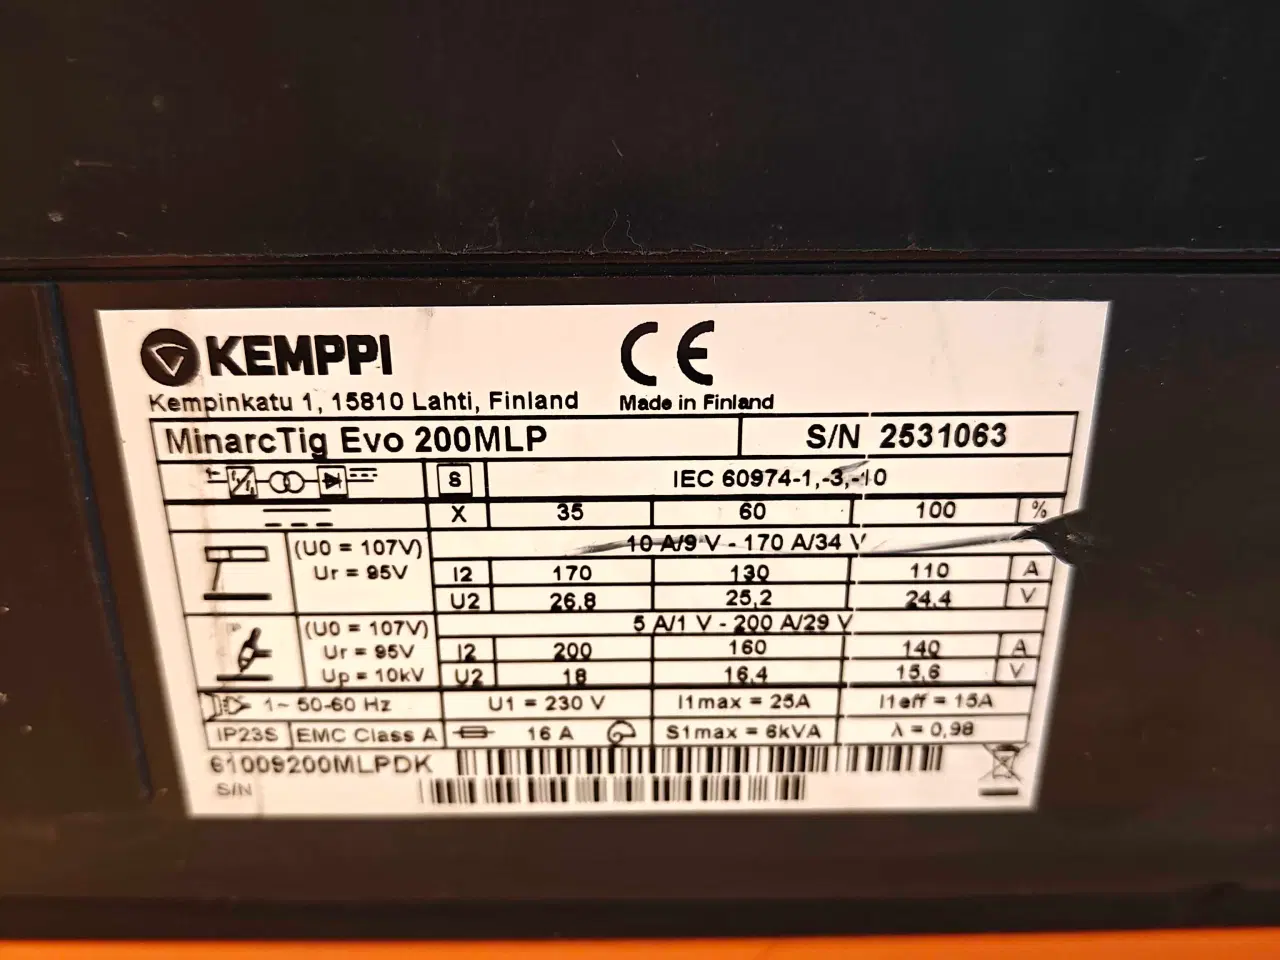 KEMPPI CE
Kempinkatu 1, 15810 Lahti, Finland Made in Finland
MinarcTig Evo 200MLP S/N 2531063
S IEC 60974-1,-3,-10
X 35 60 100 %
(U0 = 107V) 10 A/9 V - 170 A/34 V
Ur = 95V I2 170 130 110 A
U2 26,8 25,2 24,4 V
(U0 = 107V) 5 A/1 V - 200 A/29 V
Ur = 95V I2 200 160 140 A
Up = 10kV U2 18 16,4 15,6 V
1~ 50-60 Hz U1 = 230 V I1max = 25A I1eff = 15A
IP23S EMC Class A 16 A S1max = 6kVA λ = 0,98
61009200MLPDK
S/N